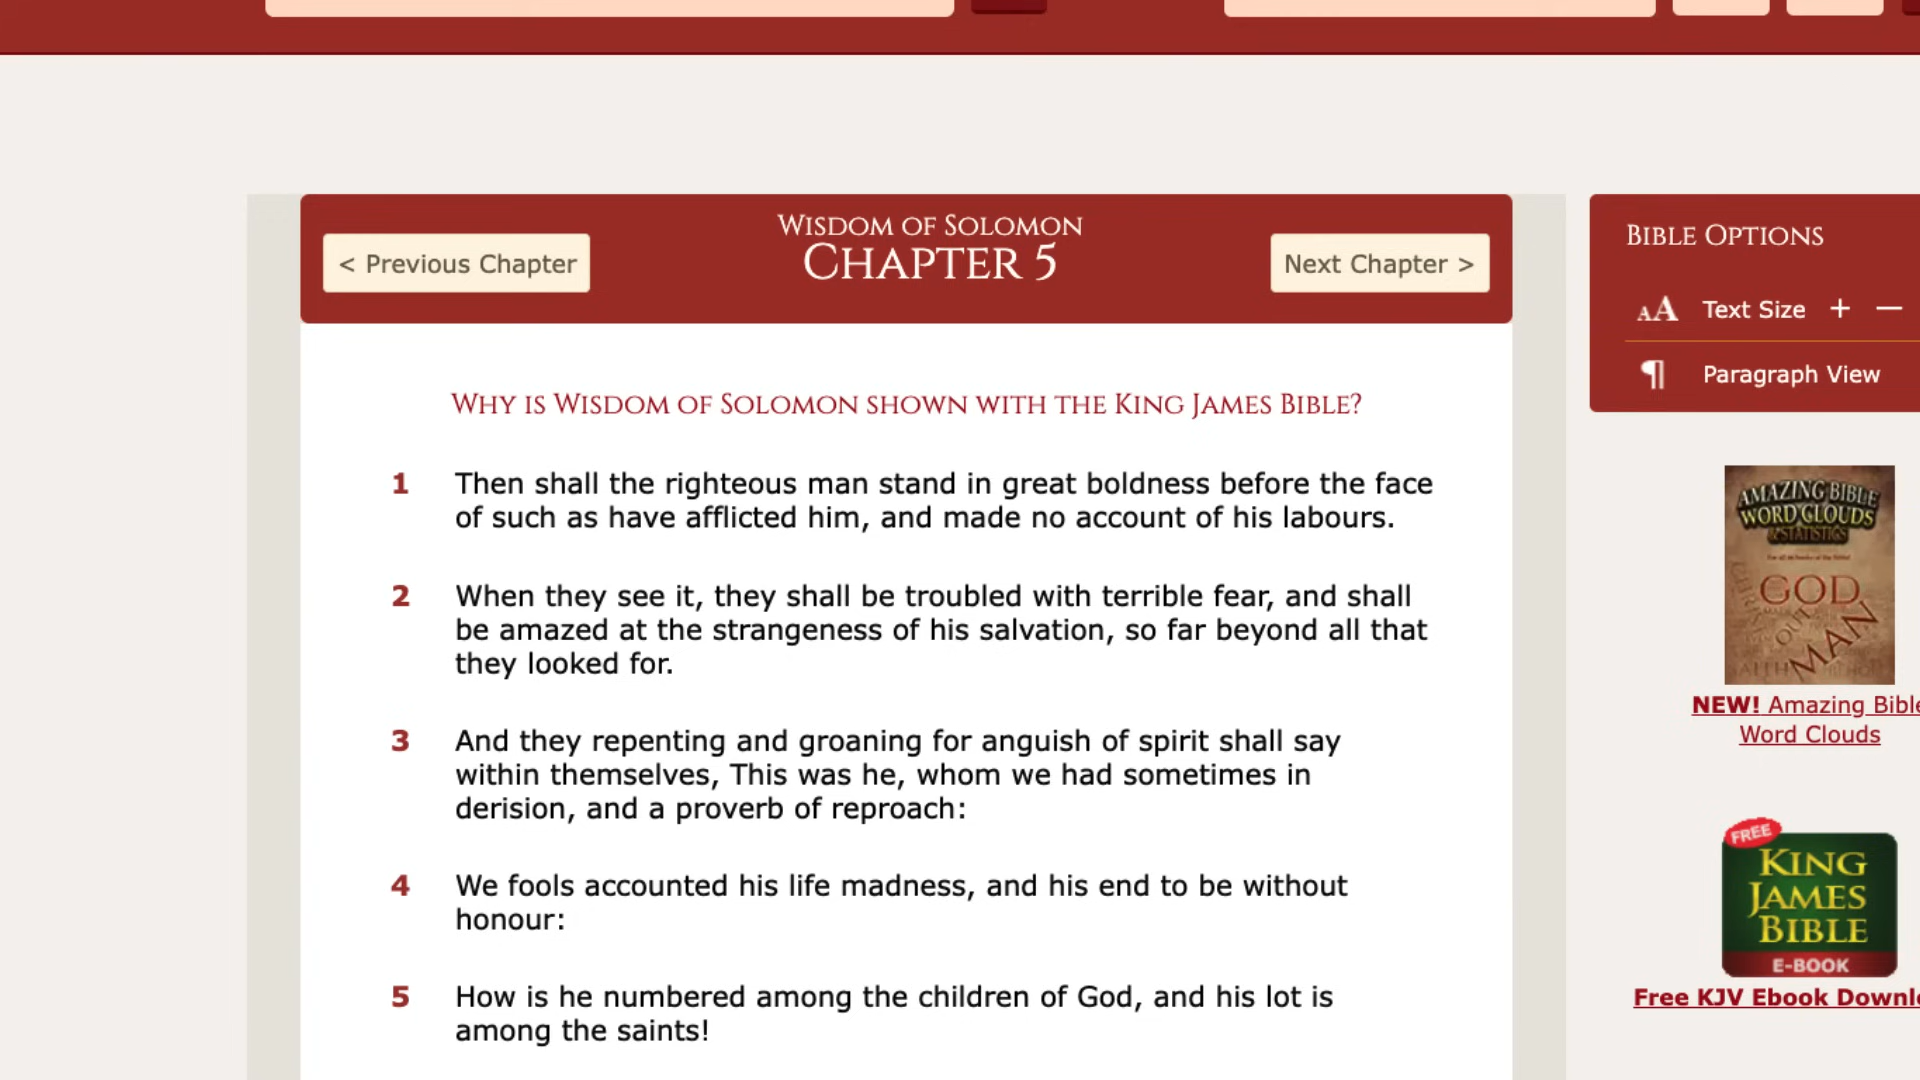 Wisdom of Solomon
Chapter 5
< Previous Chapter
Next Chapter >
Why is Wisdom of Solomon shown with the King James Bible?
1 Then shall the righteous man stand in great boldness before the face
of such as have afflicted him, and made no account of his labours.
2 When they see it, they shall be troubled with terrible fear, and shall
be amazed at the strangeness of his salvation, so far beyond all that
they looked for.
3 And they repenting and groaning for anguish of spirit shall say
within themselves, This was he, whom we had sometimes in
derision, and a proverb of reproach:
4 We fools accounted his life madness, and his end to be without
honour:
5 How is he numbered among the children of God, and his lot is
among the saints!
Bible Options
AA Text Size + −
¶ Paragraph View
AMAZING BIBLE
WORD CLOUDS
& STATISTICS
GOD
OUT
MAN
NEW! Amazing Bible
Word Clouds
FREE
KING
JAMES
BIBLE
E-BOOK
Free KJV Ebook Downl